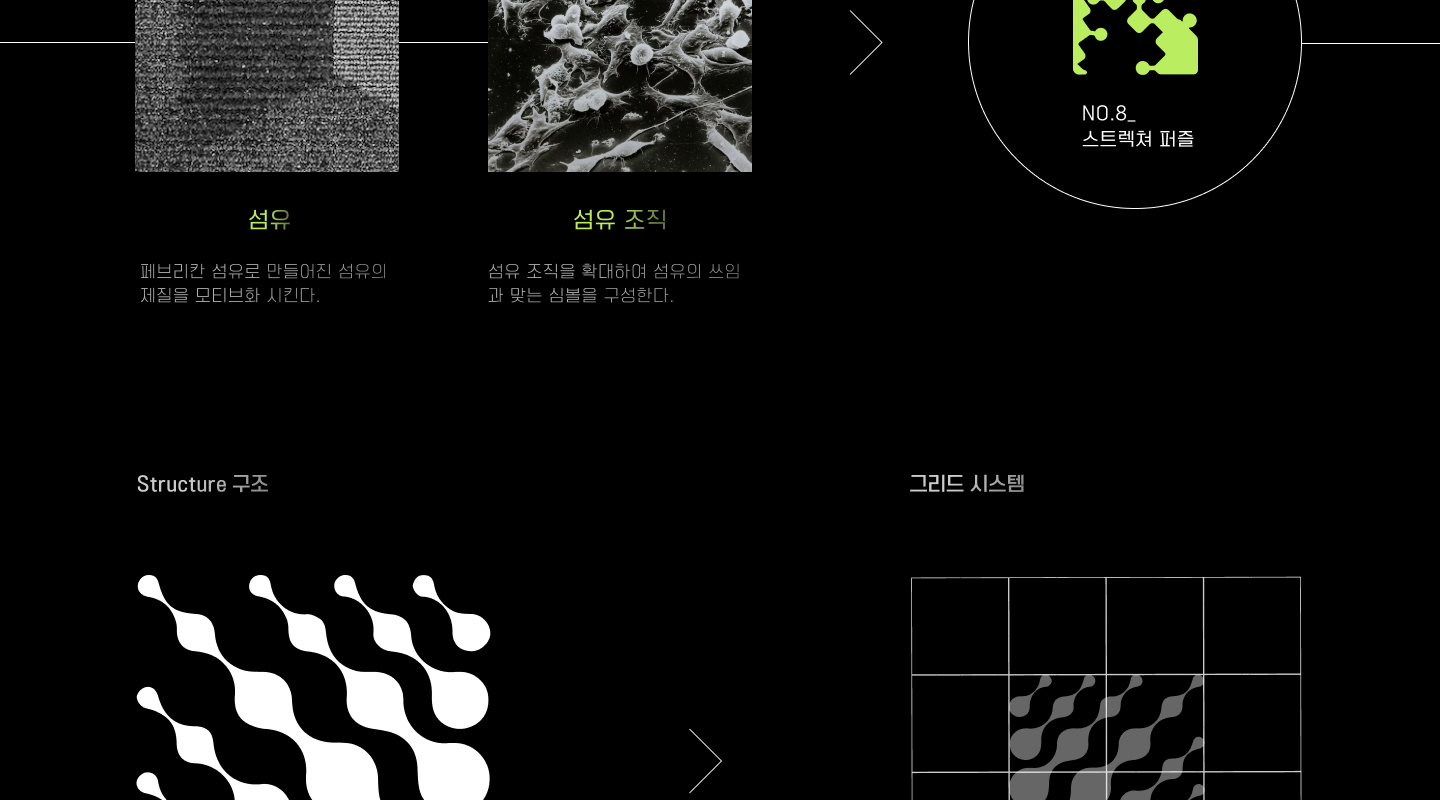 NO.8_
스트렉쳐 퍼즐
섬유
섬유 조직
페브리칸 섬유로 만들어진 섬유의
제질을 모티브화 시킨다.
섬유 조직을 확대하여 섬유의 쓰임
과 맞는 심볼을 구성한다.
Structure 구조
그리드 시스템